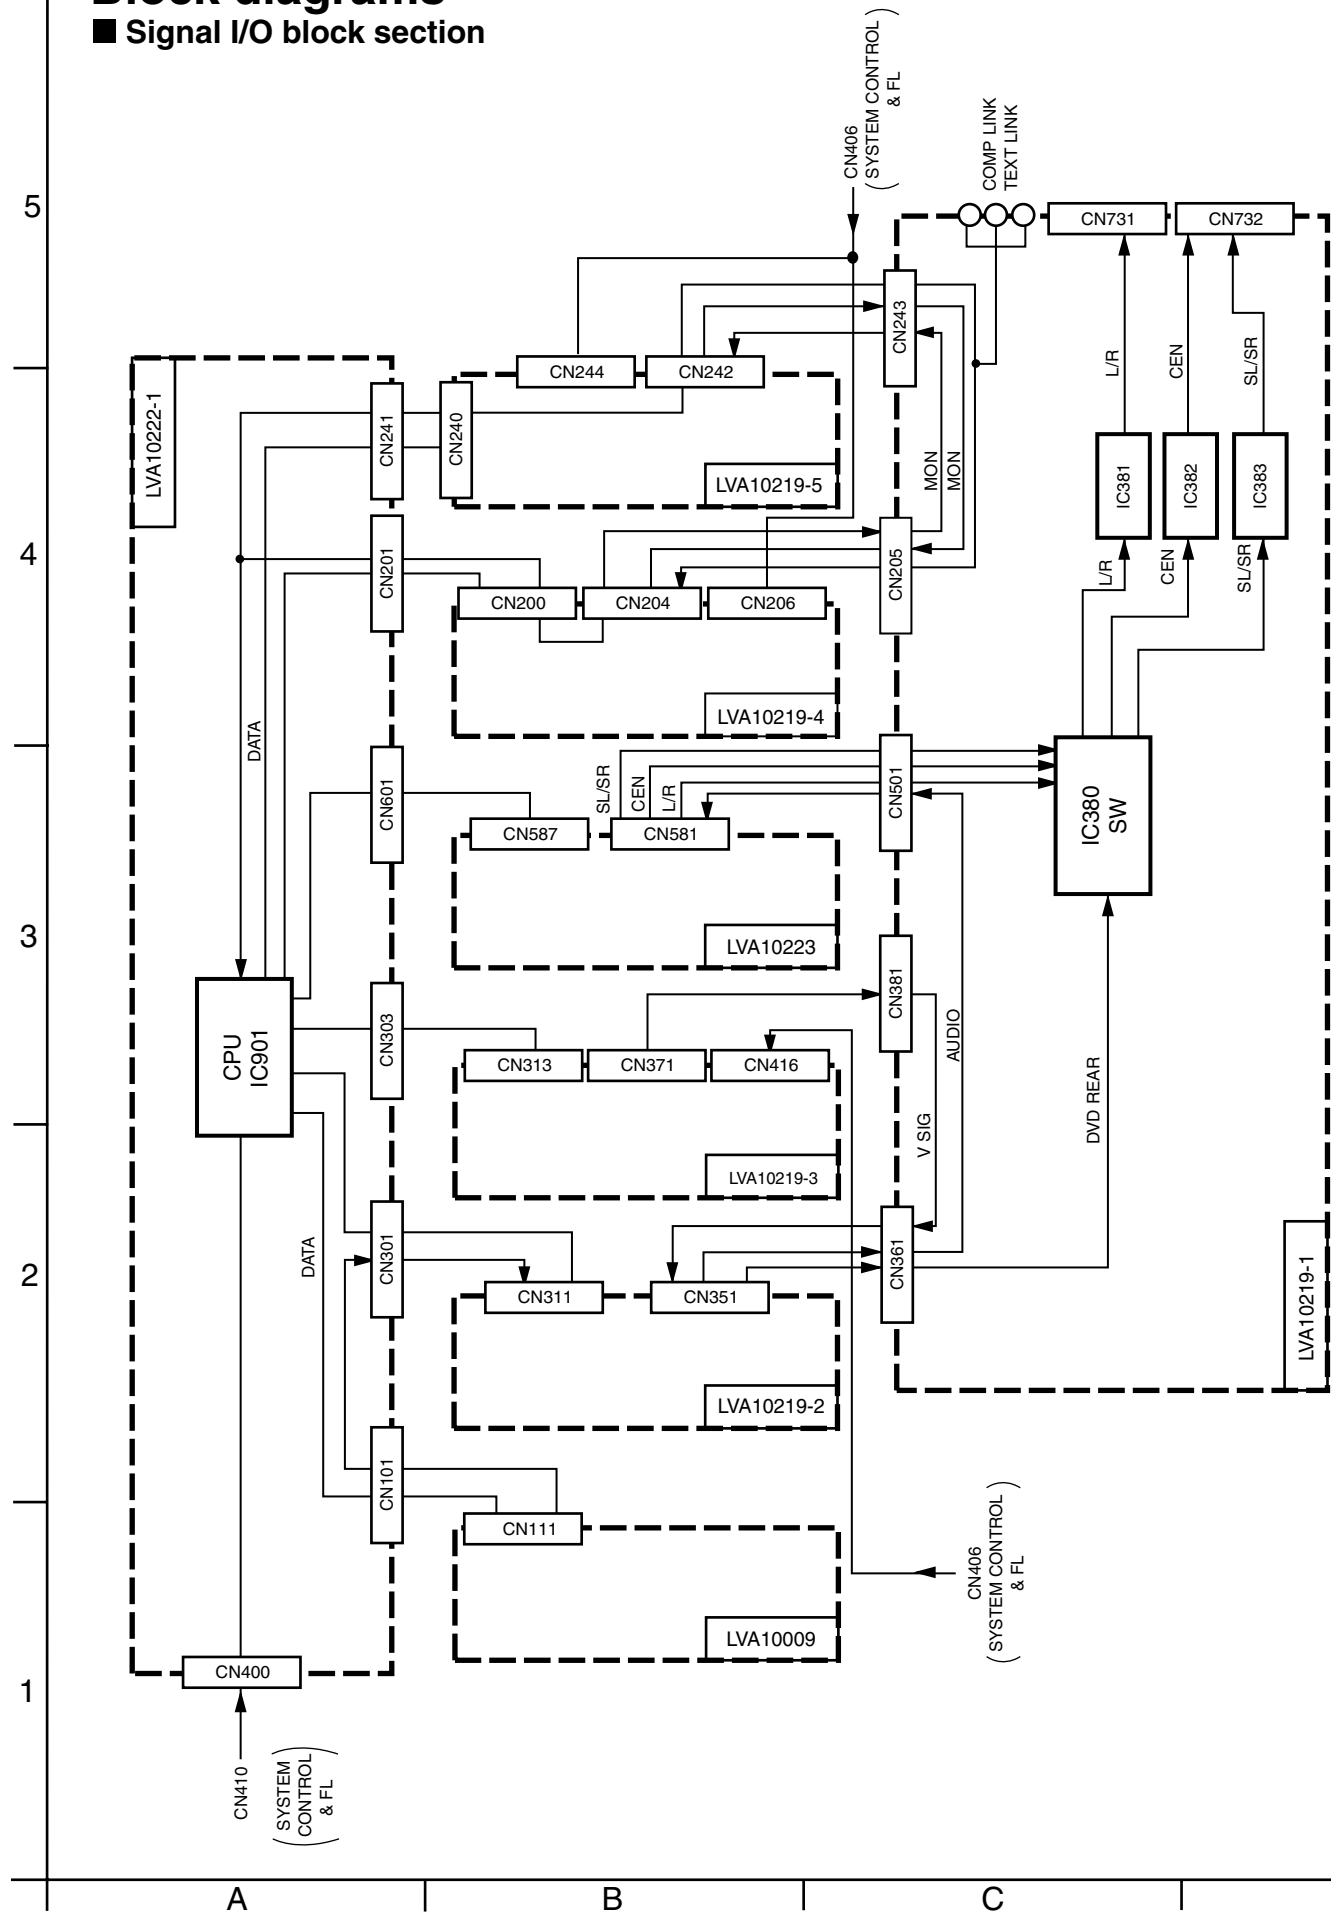 Block diagrams
■ Signal I/O block section
5
4
3
2
1
A
B
C
CN406
(SYSTEM CONTROL
& FL)
COMP LINK
TEXT LINK
CN731
CN732
CN243
L/R
CEN
SL/SR
CN244
CN242
LVA10222-1
CN241
CN240
LVA10219-5
MON
MON
IC381
IC382
IC383
CN201
CN200
CN204
CN206
CN205
L/R
CEN
SL/SR
LVA10219-4
DATA
CN601
SL/SR
CEN
L/R
CN587
CN581
CN501
IC380
SW
LVA10223
CPU
IC901
CN303
CN313
CN371
CN416
CN381
AUDIO
V SIG
DVD REAR
LVA10219-3
DATA
CN301
CN311
CN351
CN361
LVA10219-1
LVA10219-2
CN101
CN111
LVA10009
CN406
(SYSTEM CONTROL
& FL)
CN400
CN410
(SYSTEM
CONTROL
& FL)